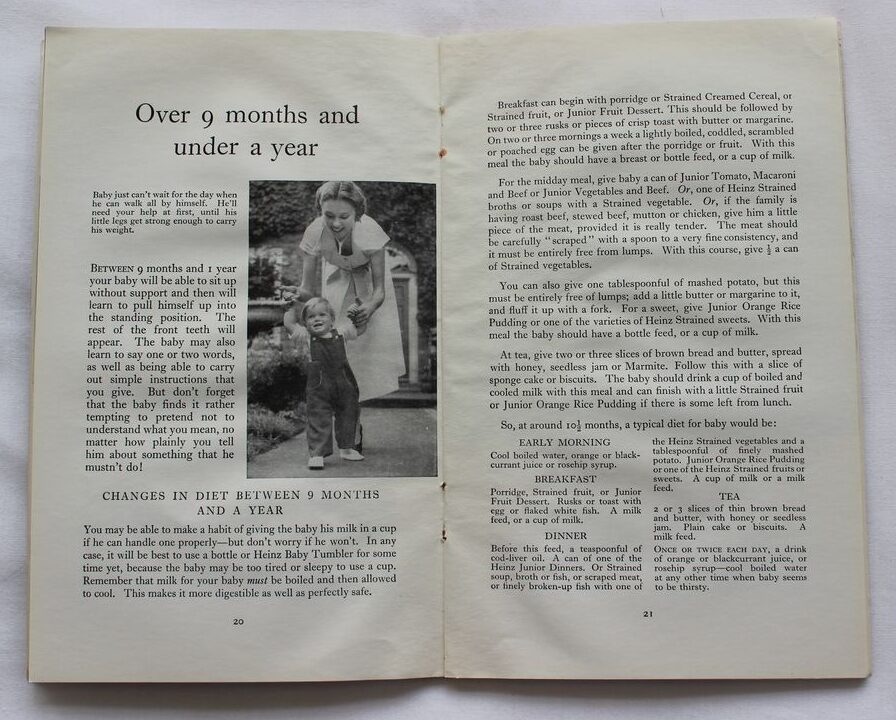 Over 9 months and
under a year
Baby just can't wait for the day when
he can walk all by himself. He'll
need your help at first, until his
little legs get strong enough to carry
his weight.
BETWEEN 9 months and 1 year
your baby will be able to sit up
without support and then will
learn to pull himself up into
the standing position. The
rest of the front teeth will
appear. The baby may also
learn to say one or two words,
as well as being able to carry
out simple instructions that
you give. But don't forget
that the baby finds it rather
tempting to pretend not to
understand what you mean, no
matter how plainly you tell
him about something that he
mustn't do!
CHANGES IN DIET BETWEEN 9 MONTHS
AND A YEAR
You may be able to make a habit of giving the baby his milk in a cup
if he can handle one properly—but don't worry if he won't. In any
case, it will be best to use a bottle or Heinz Baby Tumbler for some
time yet, because the baby may be too tired or sleepy to use a cup.
Remember that milk for your baby must be boiled and then allowed
to cool. This makes it more digestible as well as perfectly safe.
20
Breakfast can begin with porridge or Strained Creamed Cereal, or
Strained fruit, or Junior Fruit Dessert. This should be followed by
two or three rusks or pieces of crisp toast with butter or margarine.
On two or three mornings a week a lightly boiled, coddled, scrambled
or poached egg can be given after the porridge or fruit. With this
meal the baby should have a breast or bottle feed, or a cup of milk.
For the midday meal, give baby a can of Junior Tomato, Macaroni
and Beef or Junior Vegetables and Beef. Or, one of Heinz Strained
broths or soups with a Strained vegetable. Or, if the family is
having roast beef, stewed beef, mutton or chicken, give him a little
piece of the meat, provided it is really tender. The meat should
be carefully "scraped" with a spoon to a very fine consistency, and
it must be entirely free from lumps. With this course, give ½ a can
of Strained vegetables.
You can also give one tablespoonful of mashed potato, but this
must be entirely free of lumps; add a little butter or margarine to it,
and fluff it up with a fork. For a sweet, give Junior Orange Rice
Pudding or one of the varieties of Heinz Strained sweets. With this
meal the baby should have a bottle feed, or a cup of milk.
At tea, give two or three slices of brown bread and butter, spread
with honey, seedless jam or Marmite. Follow this with a slice of
sponge cake or biscuits. The baby should drink a cup of boiled and
cooled milk with this meal and can finish with a little Strained fruit
or Junior Orange Rice Pudding if there is some left from lunch.
So, at around 10½ months, a typical diet for baby would be:
EARLY MORNING
Cool boiled water, orange or black-
currant juice or rosehip syrup.
BREAKFAST
Porridge, Strained fruit, or Junior
Fruit Dessert. Rusks or toast with
egg or flaked white fish. A milk
feed, or a cup of milk.
DINNER
Before this feed, a teaspoonful of
cod-liver oil. A can of one of the
Heinz Junior Dinners. Or Strained
soup, broth or fish, or scraped meat,
or finely broken-up fish with one of
the Heinz Strained vegetables and a
tablespoonful of finely mashed
potato. Junior Orange Rice Pudding
or one of the Heinz Strained fruits or
sweets. A cup of milk or a milk
feed.
TEA
2 or 3 slices of thin brown bread
and butter, with honey or seedless
jam. Plain cake or biscuits. A
milk feed.
ONCE OR TWICE EACH DAY, a drink
of orange or blackcurrant juice, or
rosehip syrup—cool boiled water
at any other time when baby seems
to be thirsty.
21